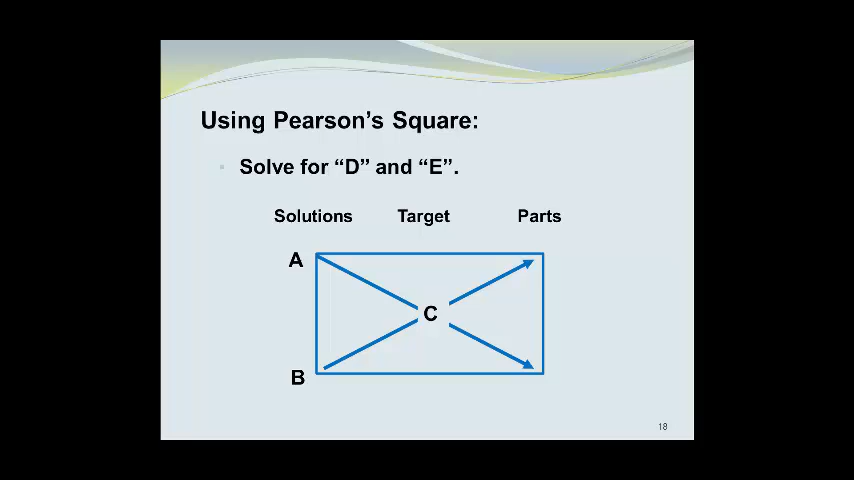 Using Pearson’s Square:
Solve for “D” and “E”.
Solutions Target Parts
A
C
B
18